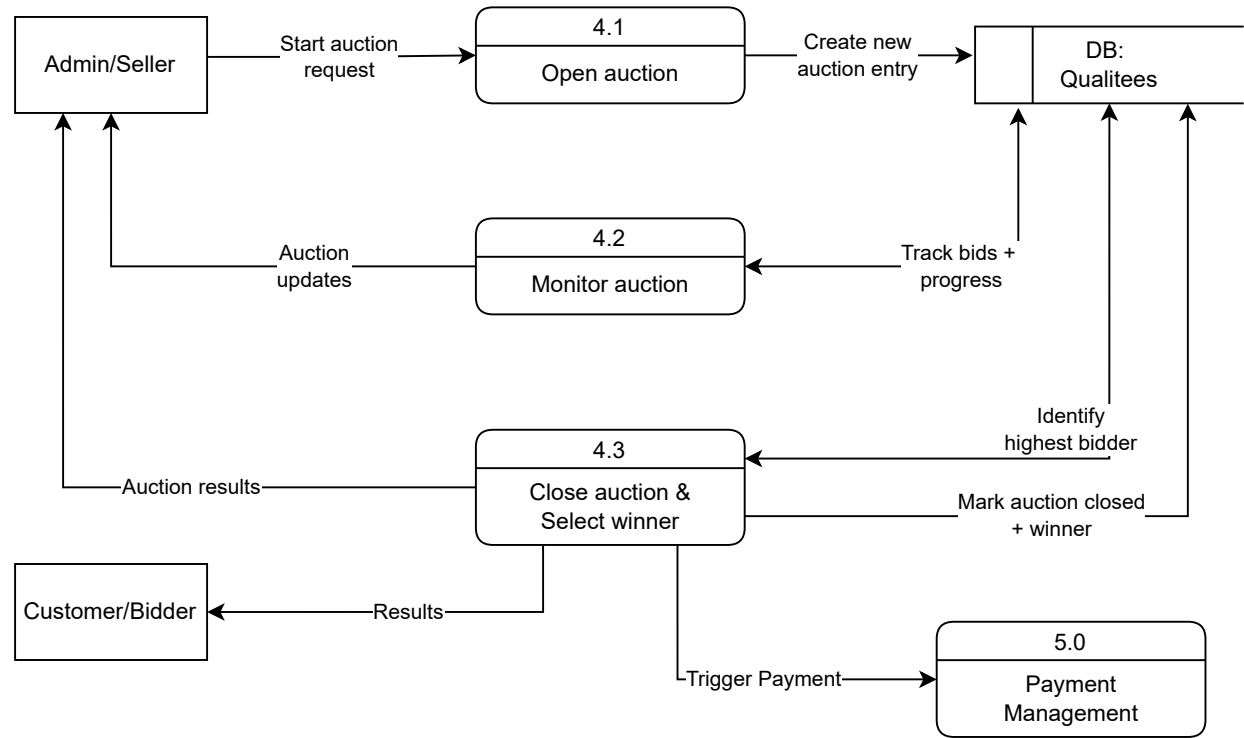 Admin/Seller
Start auction
request
4.1
Open auction
Create new
auction entry
DB:
Qualitees
Auction
updates
4.2
Monitor auction
Track bids +
progress
Identify
highest bidder
4.3
Close auction &
Select winner
Auction results
Mark auction closed
+ winner
Customer/Bidder
Results
Trigger Payment
5.0
Payment
Management